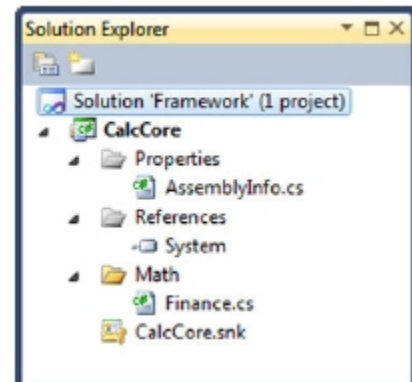 Solution Explorer
Solution 'Framework' (1 project)
CalcCore
Properties
AssemblyInfo.cs
References
System
Math
Finance.cs
CalcCore.snk